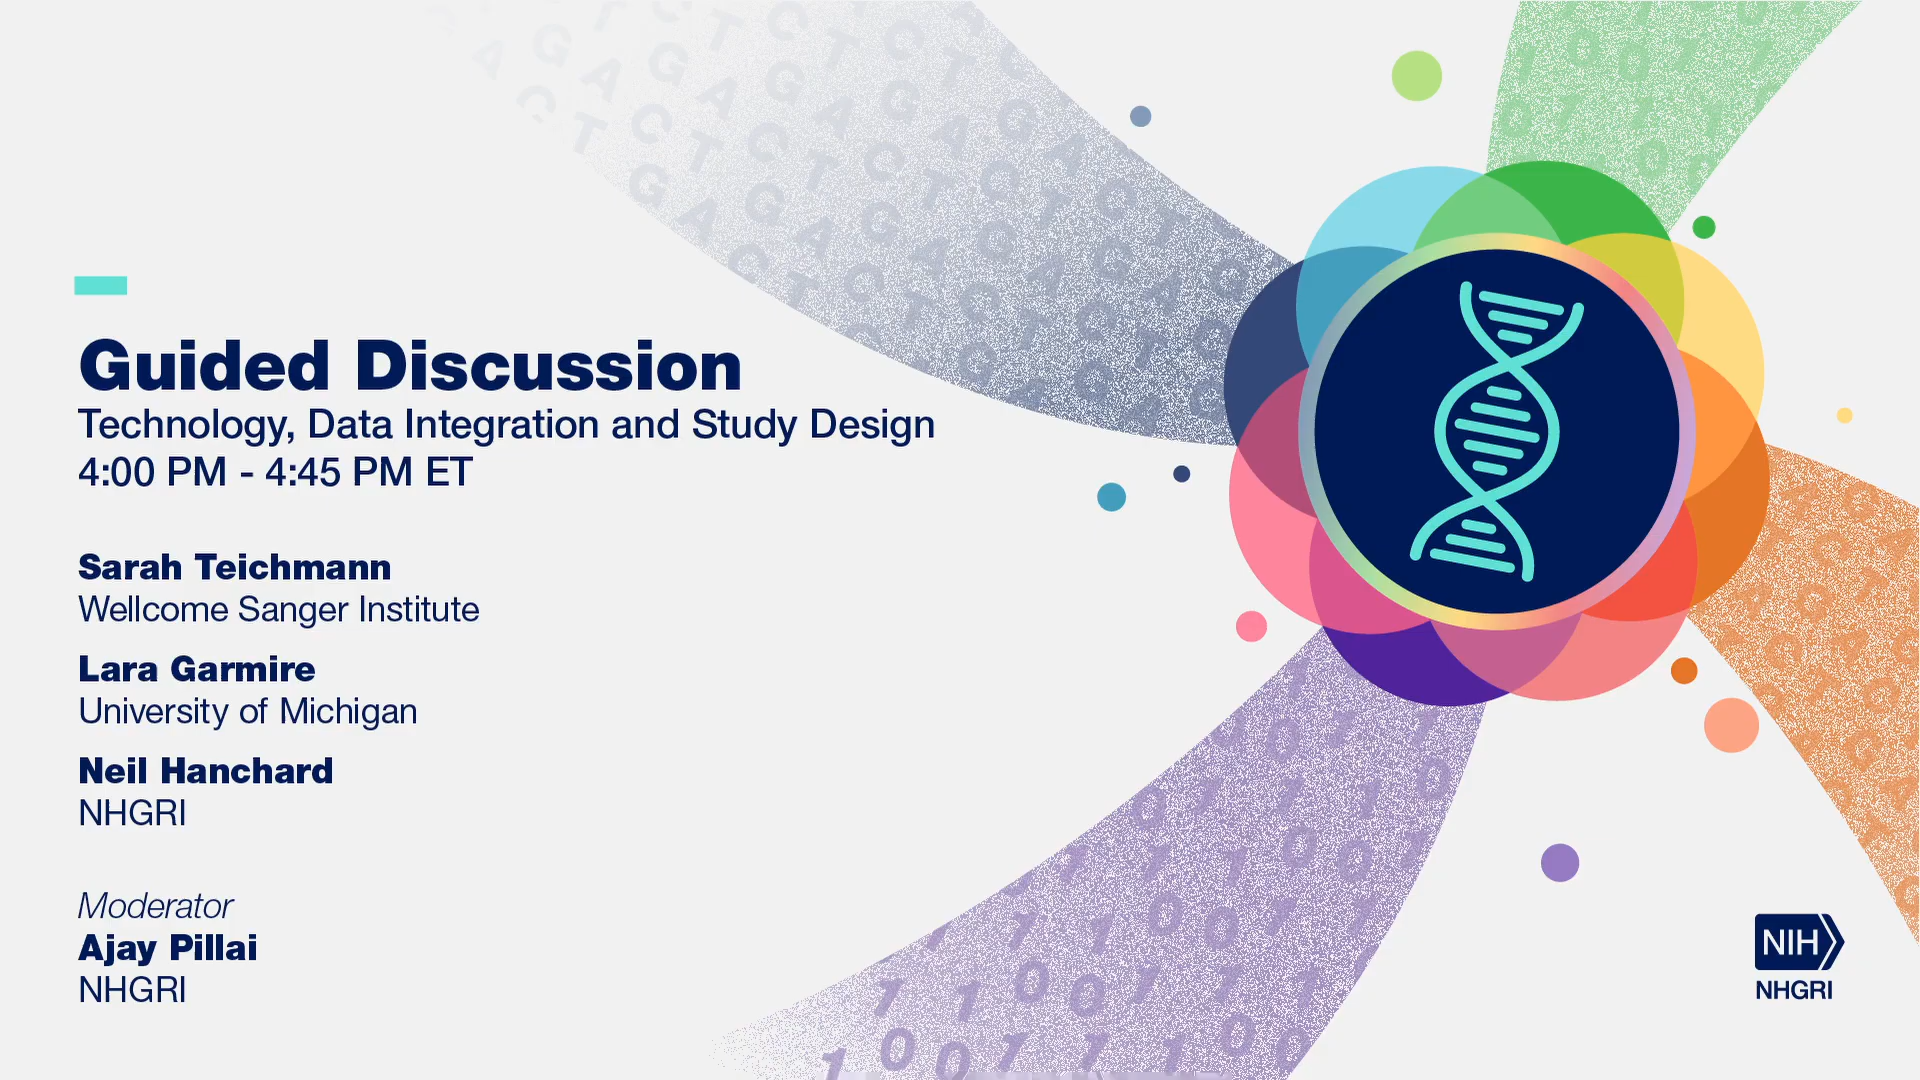 Guided Discussion
Technology, Data Integration and Study Design
4:00 PM - 4:45 PM ET
Sarah Teichmann
Wellcome Sanger Institute
Lara Garmire
University of Michigan
Neil Hanchard
NHGRI
Moderator
Ajay Pillai
NHGRI
NIH
NHGRI